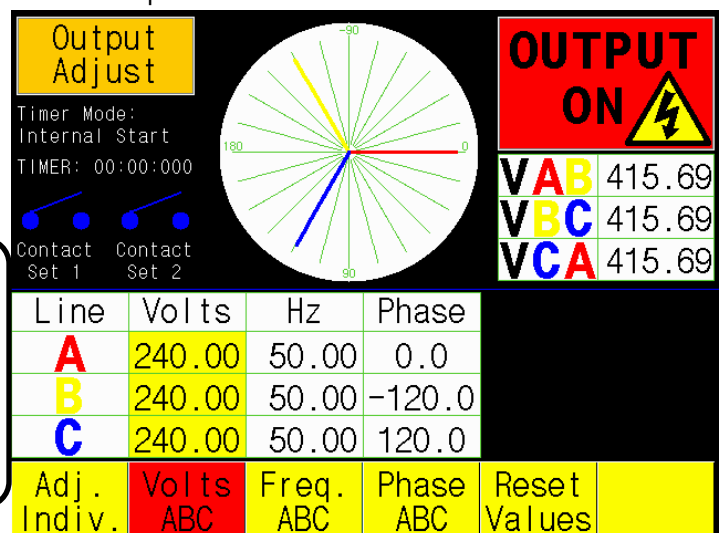 Output
Adjust
Timer Mode:
Internal Start
TIMER: 00:00:000
Contact Contact
Set 1 Set 2
-90
180
0
90
OUTPUT
ON
VAB 415.69
VBC 415.69
VCA 415.69
Line Volts Hz Phase
A 240.00 50.00 0.0
B 240.00 50.00 -120.0
C 240.00 50.00 120.0
Adj. Volts Freq. Phase Reset
Indiv. ABC ABC ABC Values